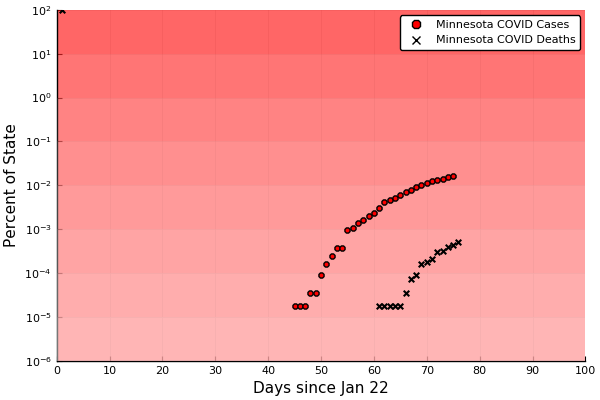 10²
10¹
10⁰
10⁻¹
10⁻²
10⁻³
10⁻⁴
10⁻⁵
10⁻⁶
Percent of State
Minnesota COVID Cases
Minnesota COVID Deaths
0 10 20 30 40 50 60 70 80 90 100
Days since Jan 22